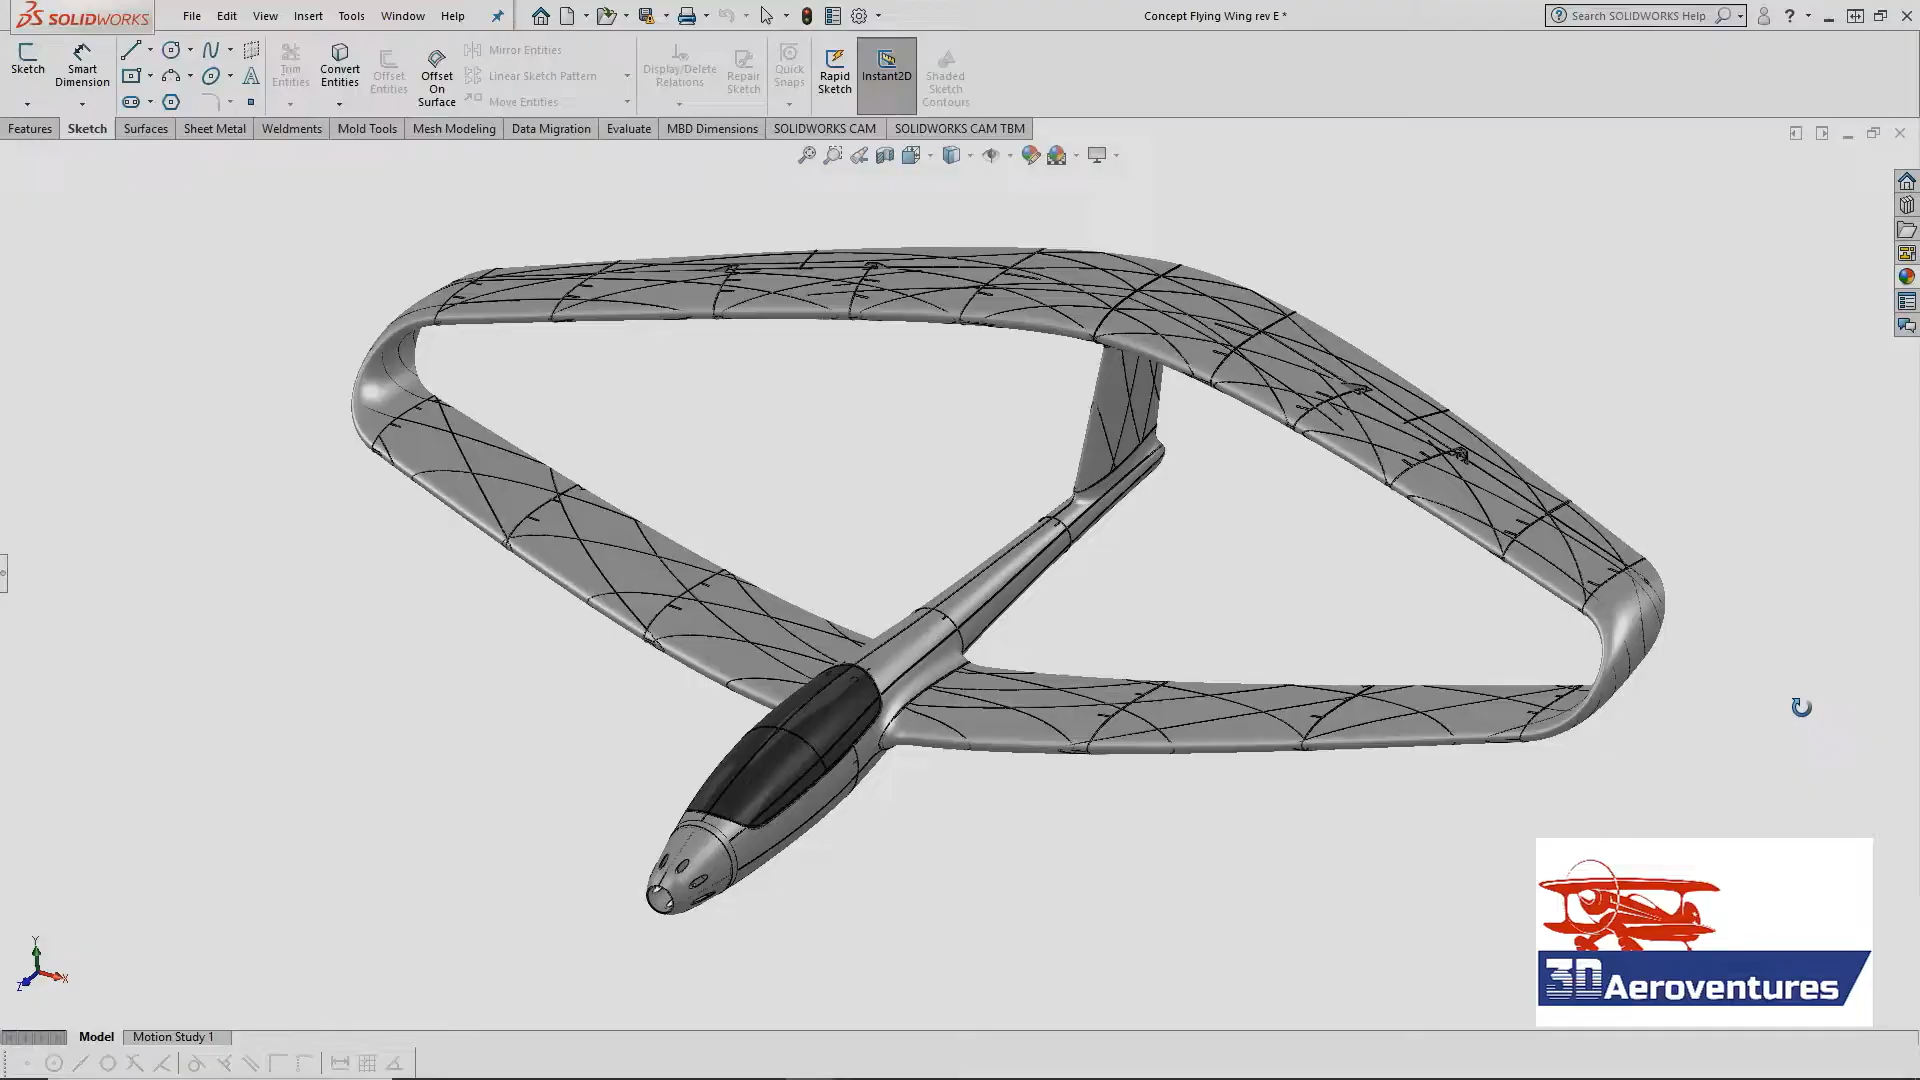 SOLIDWORKS File Edit View Insert Tools Window Help Concept Flying Wing rev E * Search SOLIDWORKS Help
Sketch
Smart Dimension
Trim Entities
Convert Entities
Offset Entities
Offset On Surface
Mirror Entities
Linear Sketch Pattern
Move Entities
Display/Delete Relations
Repair Sketch
Quick Snaps
Rapid Sketch
Instant2D
Shaded Sketch Contours
Features Sketch Surfaces Sheet Metal Weldments Mold Tools Mesh Modeling Data Migration Evaluate MBD Dimensions SOLIDWORKS CAM SOLIDWORKS CAM TBM
Y
X
Z
3D Aeroventures
Model Motion Study 1